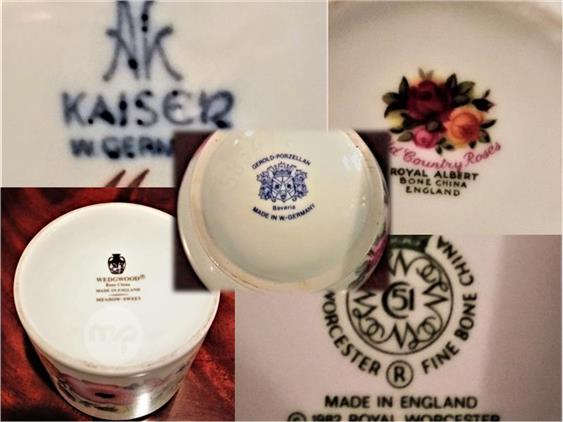 AK
KAISER
W. GERM
d Country Roses
ROYAL ALBERT
BONE CHINA
ENGLAND
GEROLD-PORZELLAN
Bavaria
MADE IN W.-GERMANY
WEDGWOOD®
Bone China
MADE IN ENGLAND
MEADOW SWEET
51
WORCESTER ® FINE BONE CHINA
MADE IN ENGLAND
© 1982 ROYAL WORCESTER